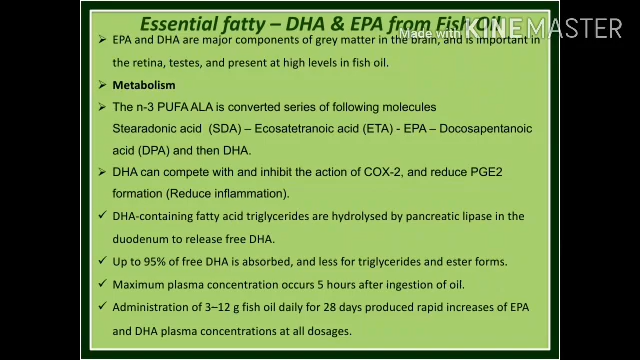 Essential fatty – DHA & EPA from Fish Oil
Made with KINEMASTER
➢ EPA and DHA are major components of grey matter in the brain, and is important in
the retina, testes, and present at high levels in fish oil.
➢ Metabolism
➢ The n-3 PUFA ALA is converted series of following molecules
Stearadonic acid (SDA) – Ecosatetranoic acid (ETA) - EPA – Docosapentanoic
acid (DPA) and then DHA.
➢ DHA can compete with and inhibit the action of COX-2, and reduce PGE2
formation (Reduce inflammation).
✓ DHA-containing fatty acid triglycerides are hydrolysed by pancreatic lipase in the
duodenum to release free DHA.
✓ Up to 95% of free DHA is absorbed, and less for triglycerides and ester forms.
✓ Maximum plasma concentration occurs 5 hours after ingestion of oil.
✓ Administration of 3–12 g fish oil daily for 28 days produced rapid increases of EPA
and DHA plasma concentrations at all dosages.